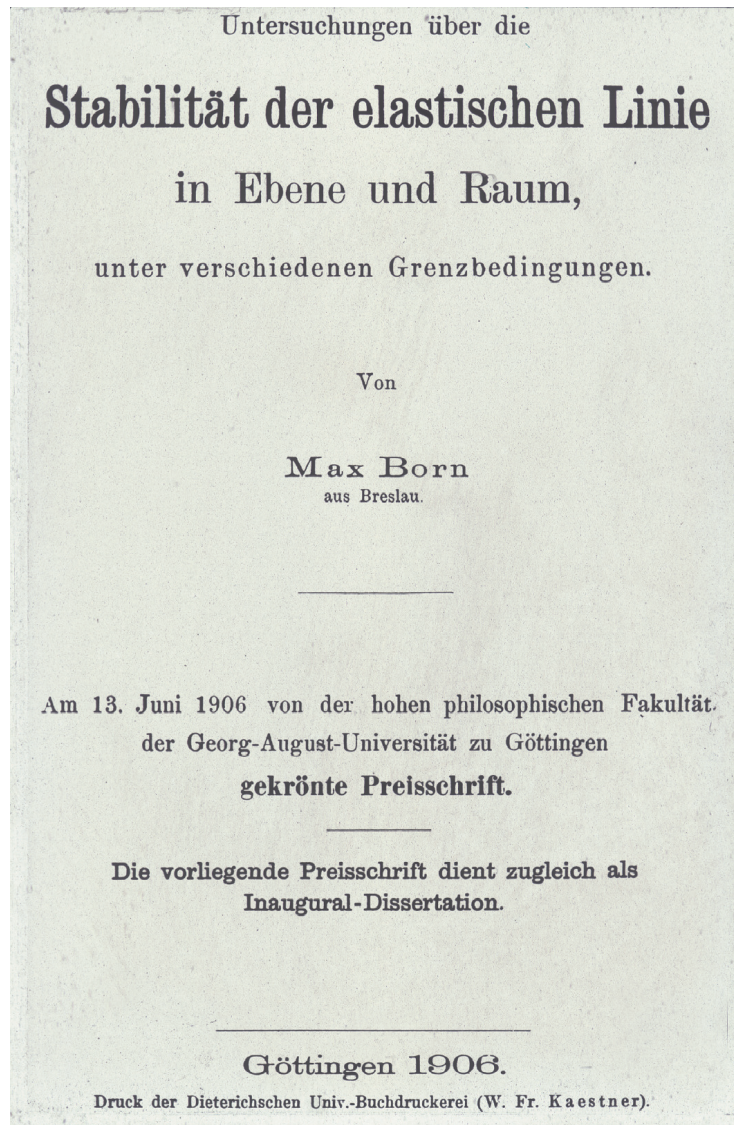 Untersuchungen über die
Stabilität der elastischen Linie
in Ebene und Raum,
unter verschiedenen Grenzbedingungen.
Von
Max Born
aus Breslau.
Am 13. Juni 1906 von der hohen philosophischen Fakultät
der Georg-August-Universität zu Göttingen
gekrönte Preisschrift.
Die vorliegende Preisschrift dient zugleich als
Inaugural-Dissertation.
Göttingen 1906.
Druck der Dieterichschen Univ.-Buchdruckerei (W. Fr. Kaestner).